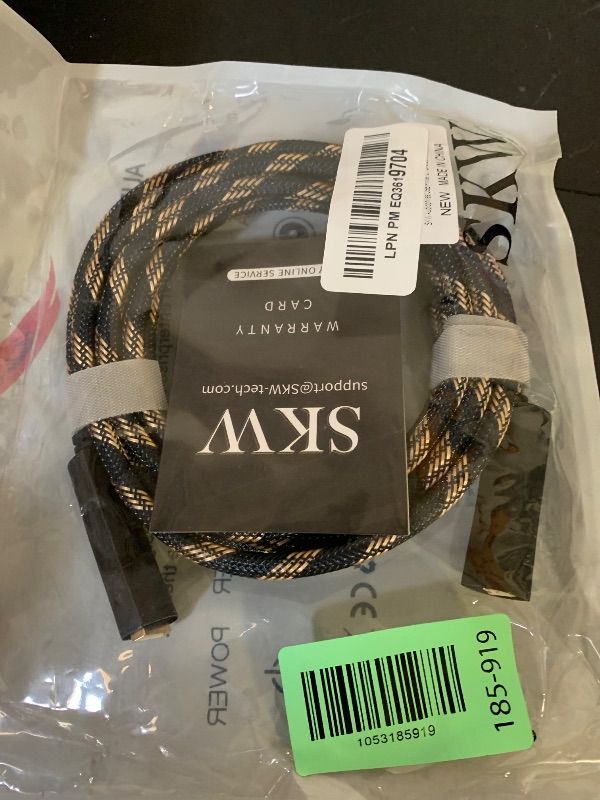 SKW
LPN PM EQ3619704
NEW MADE IN CHINA
ONLINE SERVICE
WARRANTY
CARD
support@SKW-tech.com
SKW
POWER
CE
1053185919
185-919